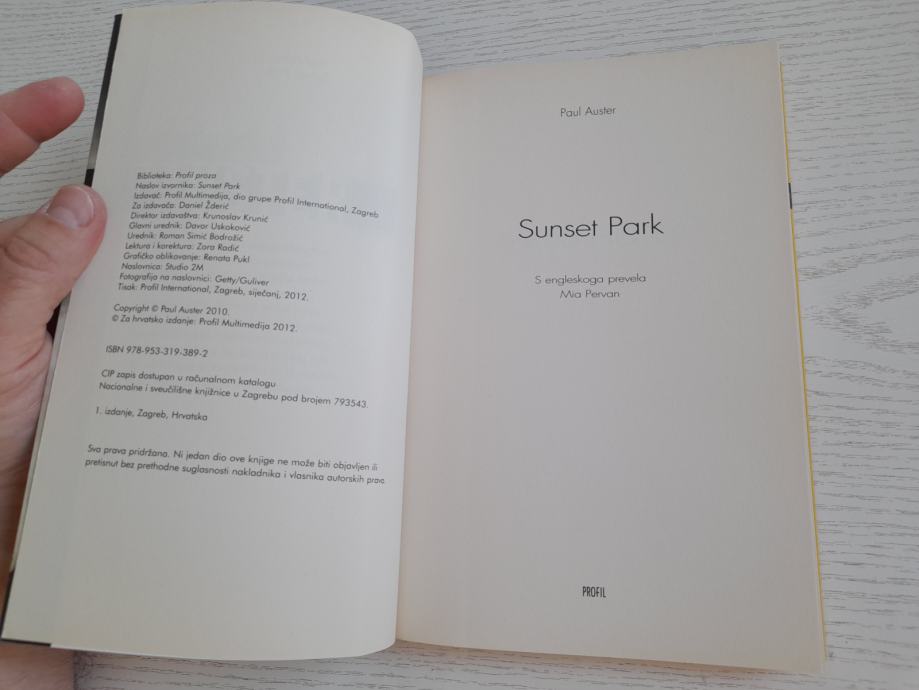 Biblioteka: Profil proza
Naslov izvornika: Sunset Park
Izdavač: Profil Multimedija, dio grupe Profil International, Zagreb
Za izdavača: Daniel Žderić
Direktor izdavaštva: Krunoslav Krunić
Glavni urednik: Davor Uskoković
Urednik: Roman Simić Bodrožić
Lektura i korektura: Zora Radić
Grafičko oblikovanje: Renata Pukl
Naslovnica: Studio 2M
Fotografija na naslovnici: Getty/Guliver
Tisak: Profil International, Zagreb, siječanj, 2012.
Copyright © Paul Auster 2010.
© Za hrvatsko izdanje: Profil Multimedija 2012.
ISBN 978-953-319-389-2
CIP zapis dostupan u računalnom katalogu
Nacionalne i sveučilišne knjižnice u Zagrebu pod brojem 793543.
1. izdanje, Zagreb, Hrvatska
Sva prava pridržana. Ni jedan dio ove knjige ne može biti objavljen ili
pretisnut bez prethodne suglasnosti nakladnika i vlasnika autorskih prava.
Paul Auster
Sunset Park
S engleskoga prevela
Mia Pervan
PROFIL